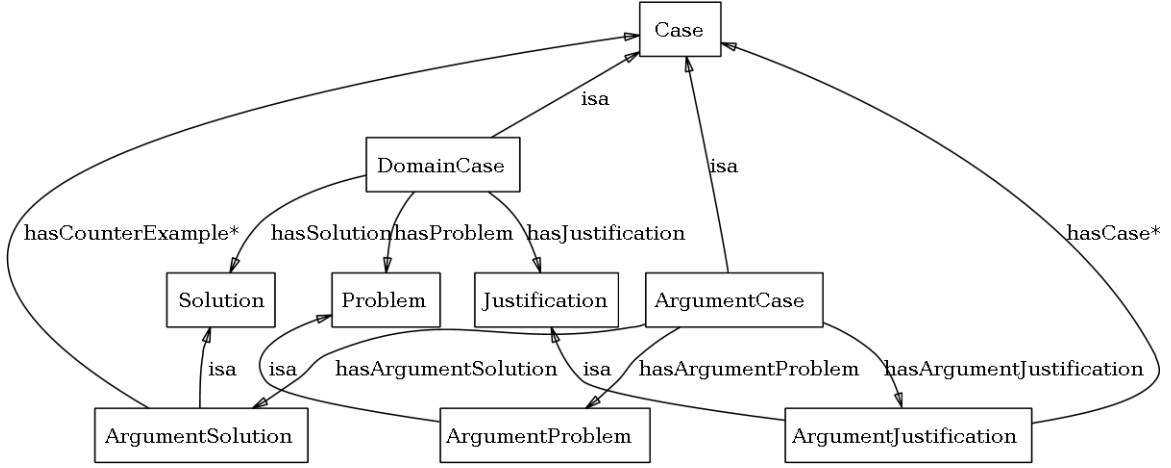 Case
isa
DomainCase
isa
hasCounterExample*
hasSolution
hasProblem
hasJustification
hasCase*
Solution
Problem
Justification
ArgumentCase
isa
isa
hasArgumentSolution
isa
hasArgumentProblem
hasArgumentJustification
ArgumentSolution
ArgumentProblem
ArgumentJustification